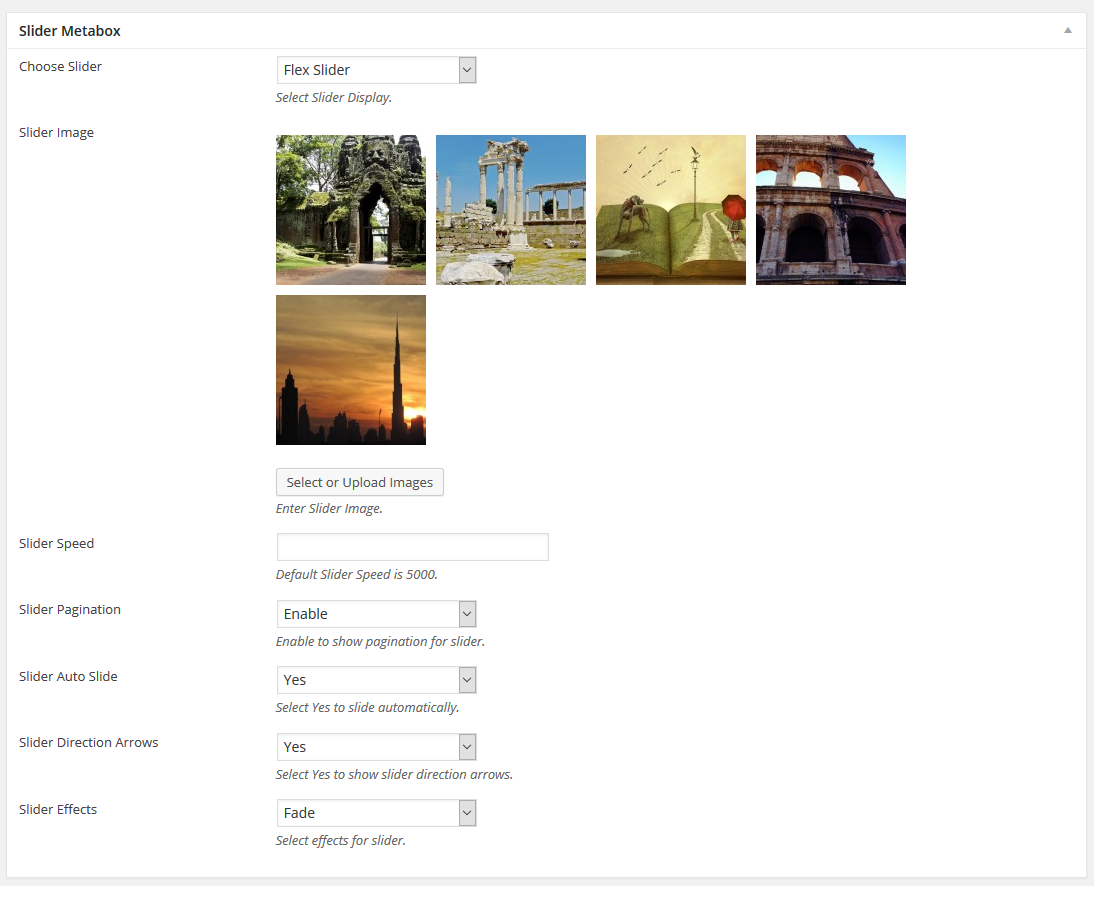 Slider Metabox
Choose Slider
Flex Slider
Select Slider Display.
Slider Image
Select or Upload Images
Enter Slider Image.
Slider Speed
Default Slider Speed is 5000.
Slider Pagination
Enable
Enable to show pagination for slider.
Slider Auto Slide
Yes
Select Yes to slide automatically.
Slider Direction Arrows
Yes
Select Yes to show slider direction arrows.
Slider Effects
Fade
Select effects for slider.